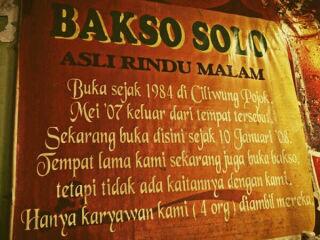 BAKSO SOLO
ASLI RINDU MALAM
Buka sejak 1984 di Ciliwung Pojok.
Mei '07 keluar dari tempat tersebut.
Sekarang buka disini sejak 10 Januari '08.
Tempat lama kami sekarang juga buka bakso,
tetapi tidak ada kaitannya dengan kami.
Hanya karyawan kami ( 4 org ) diambil mereka